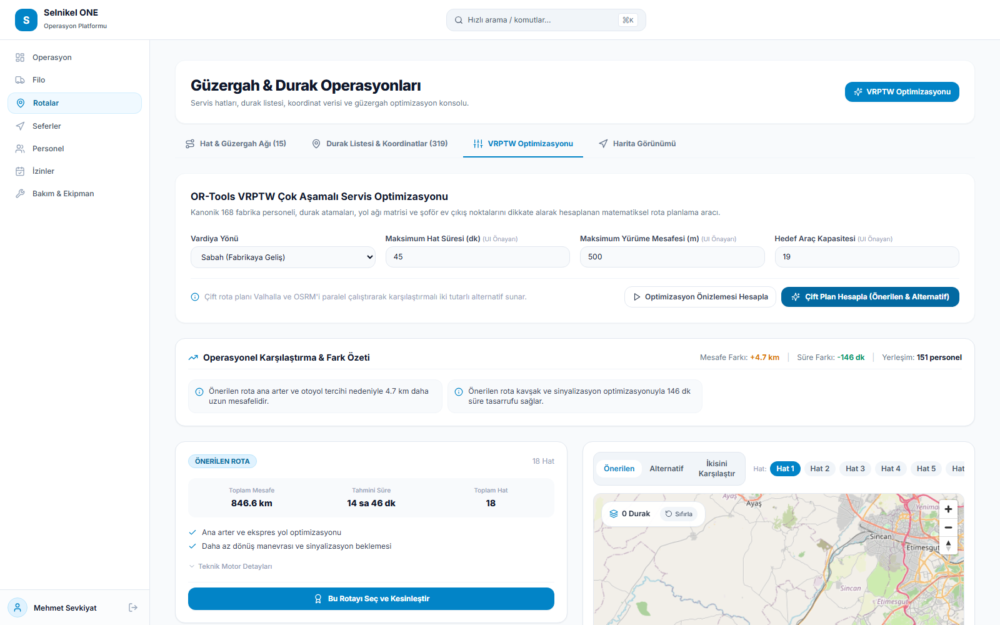 S
Selnikel ONE
Operasyon Platformu
Hızlı arama / komutlar...
⌘K
Operasyon
Filo
Rotalar
Seferler
Personel
İzinler
Bakım & Ekipman
Mehmet Sevkiyat
Güzergah & Durak Operasyonları
Servis hatları, durak listesi, koordinat verisi ve güzergah optimizasyon konsolu.
VRPTW Optimizasyonu
Hat & Güzergah Ağı (15)
Durak Listesi & Koordinatlar (319)
VRPTW Optimizasyonu
Harita Görünümü
OR-Tools VRPTW Çok Aşamalı Servis Optimizasyonu
Kanonik 168 fabrika personeli, durak atamaları, yol ağı matrisi ve şoför ev çıkış noktalarını dikkate alarak hesaplanan matematiksel rota planlama aracı.
Vardiya Yönü
Sabah (Fabrikaya Geliş)
Maksimum Hat Süresi (dk) (UI Önayarı)
45
Maksimum Yürüme Mesafesi (m) (UI Önayarı)
500
Hedef Araç Kapasitesi (UI Önayarı)
19
Çift rota planı Valhalla ve OSRM'i paralel çalıştırarak karşılaştırmalı iki tutarlı alternatif sunar.
Optimizasyon Önizlemesi Hesapla
Çift Plan Hesapla (Önerilen & Alternatif)
Operasyonel Karşılaştırma & Fark Özeti
Mesafe Farkı: +4.7 km
Süre Farkı: -146 dk
Yerleşim: 151 personel
Önerilen rota ana arter ve otoyol tercihi nedeniyle 4.7 km daha
uzun mesafelidir.
Önerilen rota kavşak ve sinyalizasyon optimizasyonuyla 146 dk
süre tasarrufu sağlar.
ÖNERİLEN ROTA
18 Hat
Toplam Mesafe
846.6 km
Tahmini Süre
14 sa 46 dk
Toplam Hat
18
Ana arter ve ekspres yol optimizasyonu
Daha az dönüş manevrası ve sinyalizasyon beklemesi
Teknik Motor Detayları
Bu Rotayı Seç ve Kesinleştir
Önerilen
Alternatif
İkisini
Karşılaştır
Hat:
Hat 1
Hat 2
Hat 3
Hat 4
Hat 5
Hat
0 Durak
Sıfırla
Ayaş
Ayaş
Sincan
Etimesgut
Sincan
Etimesgut